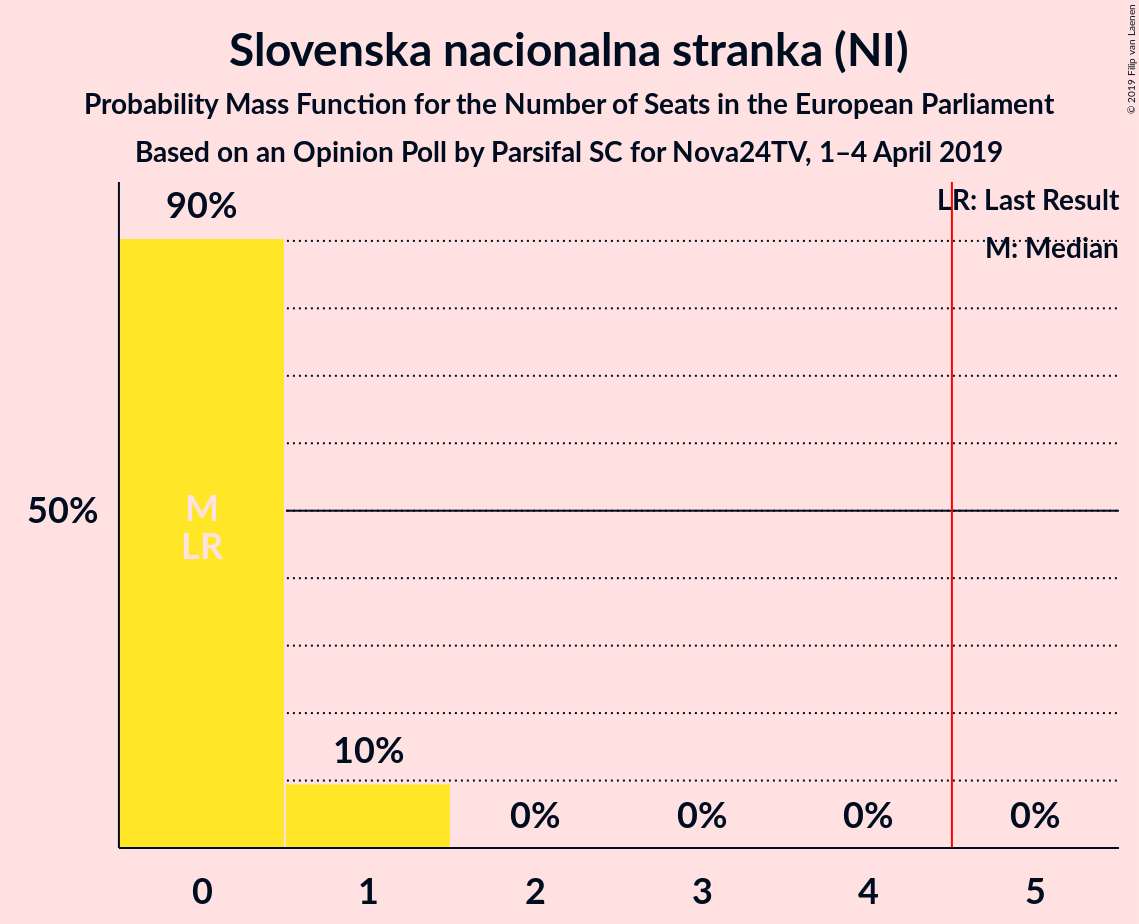 Slovenska nacionalna stranka (NI)
Probability Mass Function for the Number of Seats in the European Parliament
Based on an Opinion Poll by Parsifal SC for Nova24TV, 1–4 April 2019
© 2019 Filip van Laenen
LR: Last Result
M: Median
90%
50%
M
LR
10%
0%
0%
0%
0%
0 1 2 3 4 5